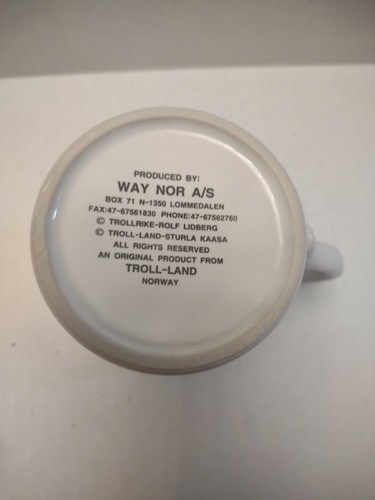 PRODUCED BY:
WAY NOR A/S
BOX 71 N-1350 LOMMEDALEN
FAX:47-67561830 PHONE:47-67562760
© TROLLRIKE-ROLF LIDBERG
© TROLL-LAND-STURLA KAASA
ALL RIGHTS RESERVED
AN ORIGINAL PRODUCT FROM
TROLL-LAND
NORWAY